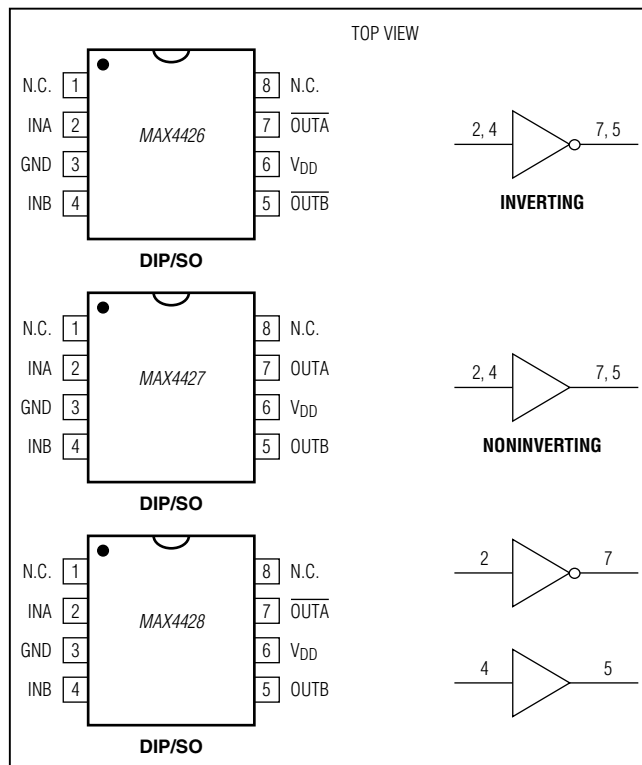 TOP VIEW
N.C. 1 8 N.C.
INA 2 7 O̅U̅T̅A̅
GND 3 6 VDD
INB 4 5 O̅U̅T̅B̅
MAX4426
DIP/SO
2, 4 7, 5
INVERTING
N.C. 1 8 N.C.
INA 2 7 OUTA
GND 3 6 VDD
INB 4 5 OUTB
MAX4427
DIP/SO
2, 4 7, 5
NONINVERTING
N.C. 1 8 N.C.
INA 2 7 O̅U̅T̅A̅
GND 3 6 VDD
INB 4 5 OUTB
MAX4428
DIP/SO
2 7
4 5